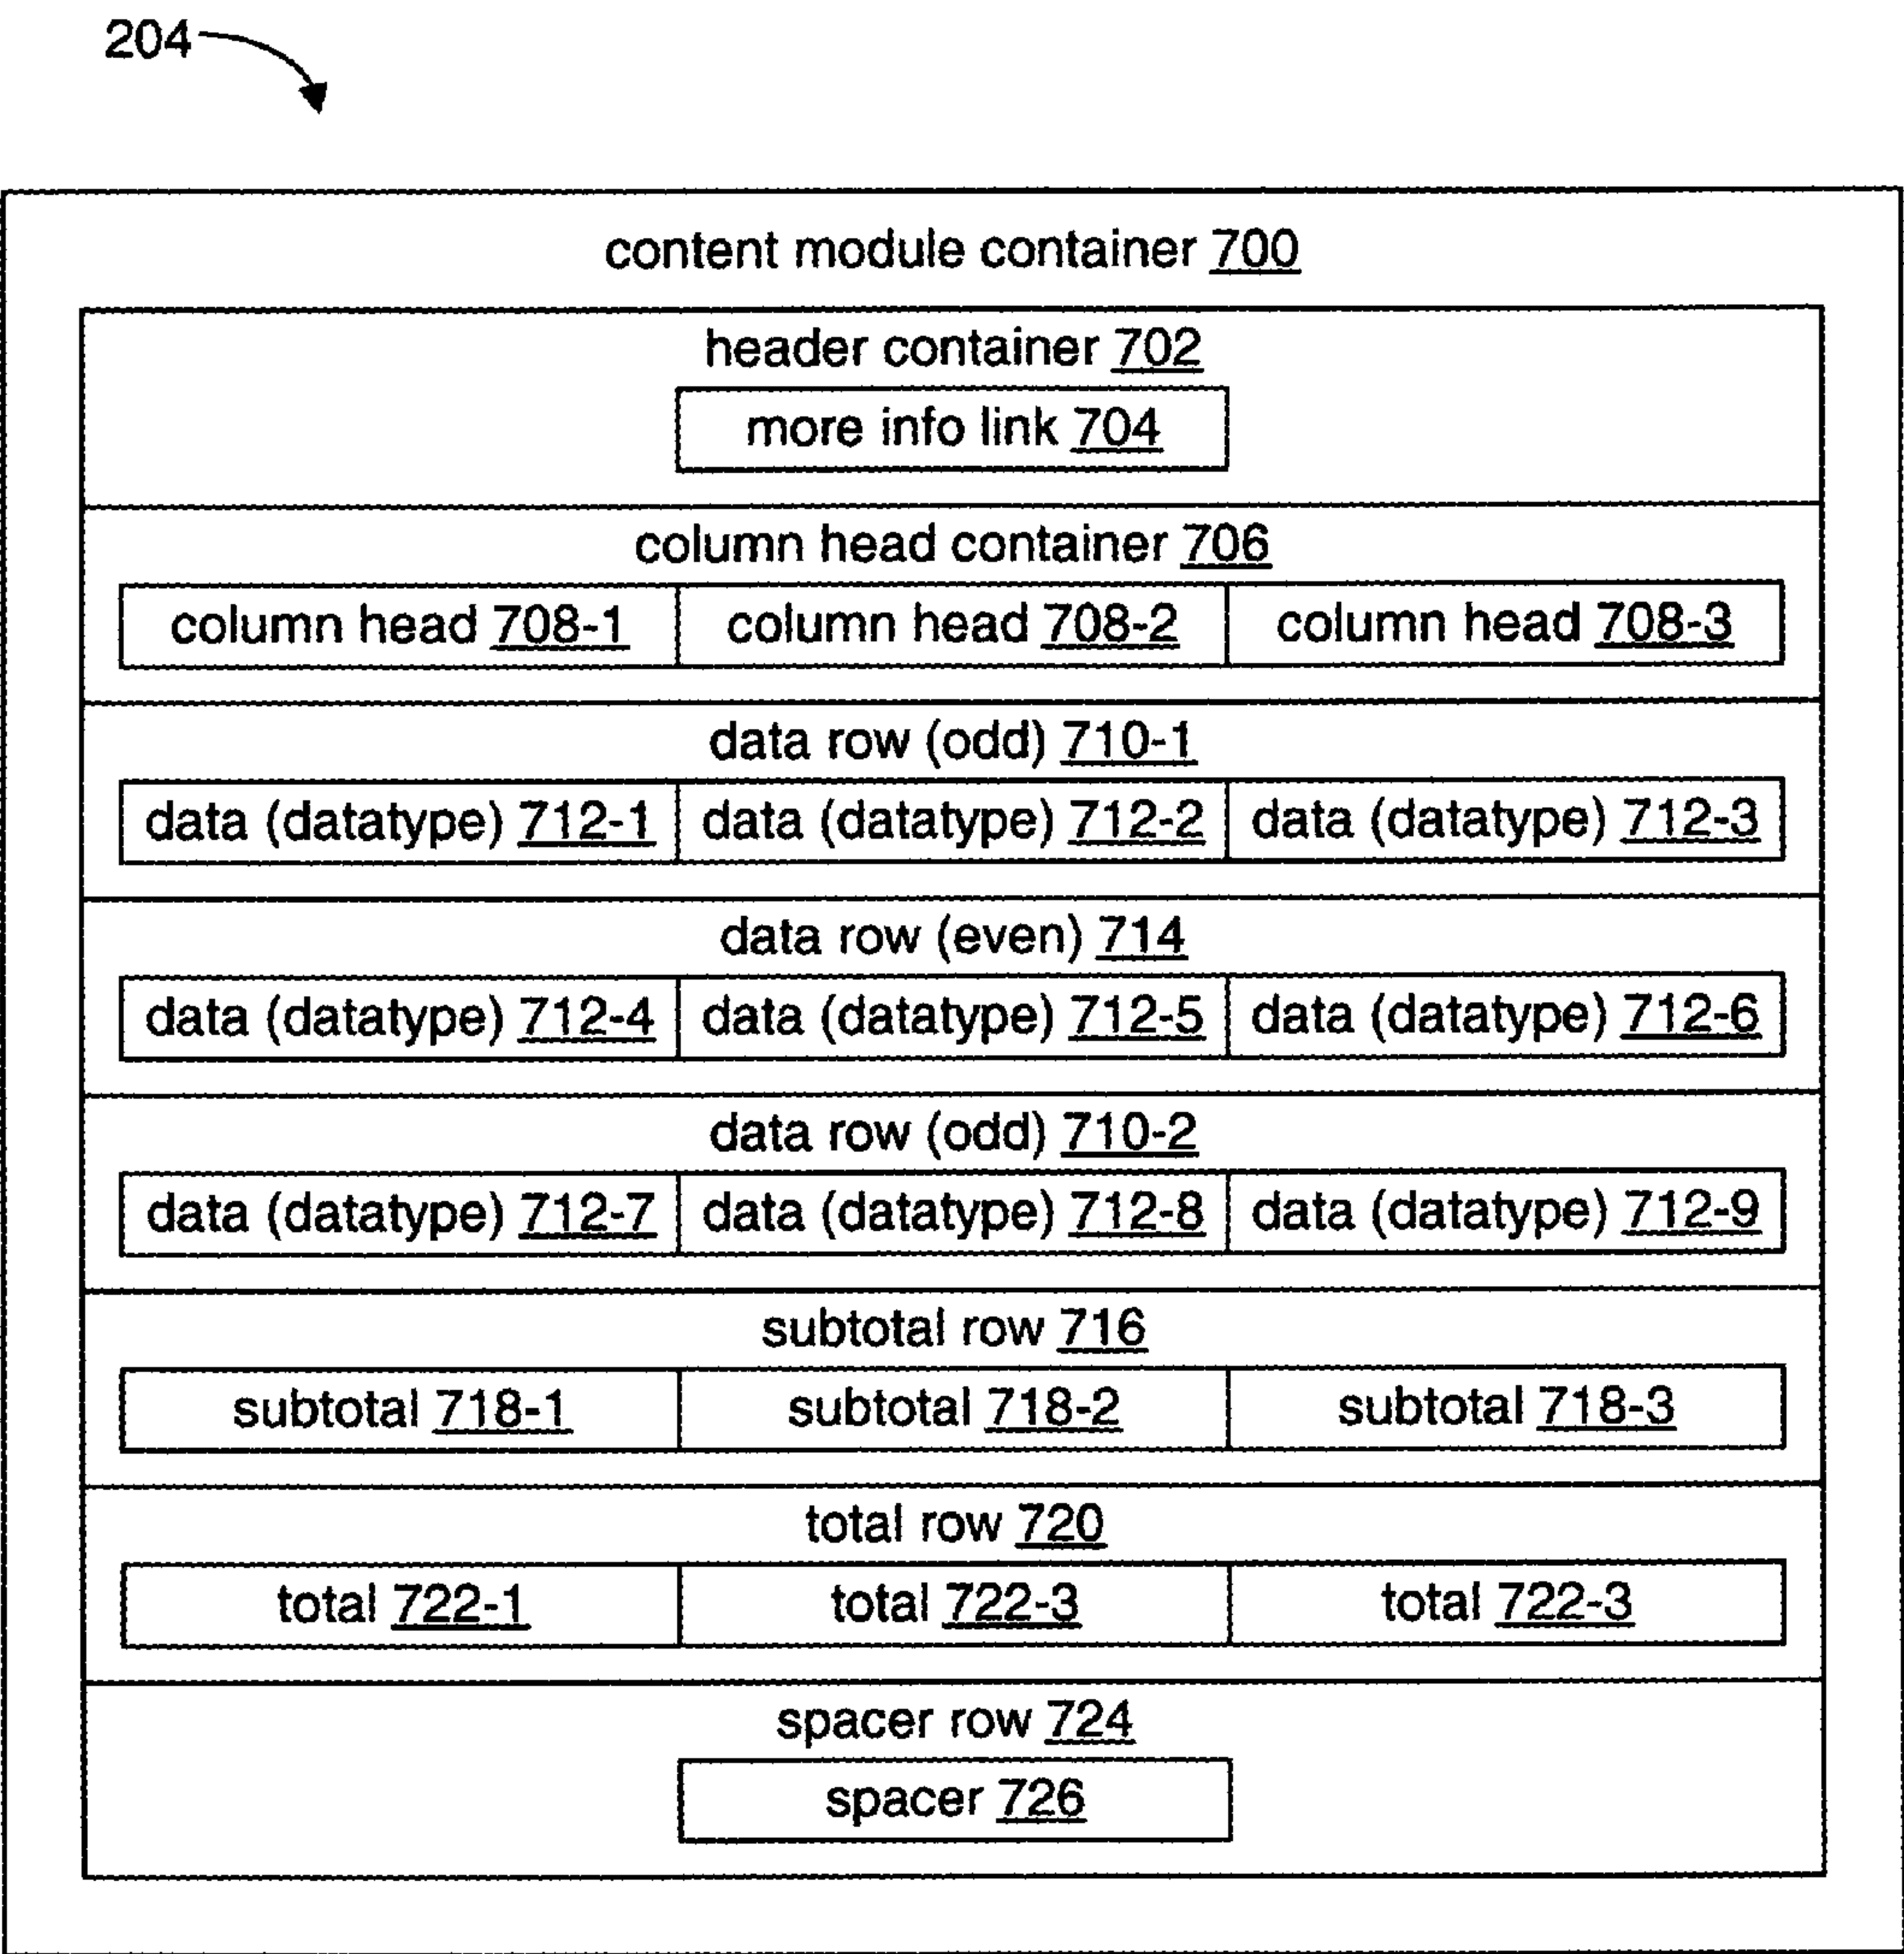 204
content module container 700
header container 702
more info link 704
column head container 706
column head 708-1 column head 708-2 column head 708-3
data row (odd) 710-1
data (datatype) 712-1 data (datatype) 712-2 data (datatype) 712-3
data row (even) 714
data (datatype) 712-4 data (datatype) 712-5 data (datatype) 712-6
data row (odd) 710-2
data (datatype) 712-7 data (datatype) 712-8 data (datatype) 712-9
subtotal row 716
subtotal 718-1 subtotal 718-2 subtotal 718-3
total row 720
total 722-1 total 722-3 total 722-3
spacer row 724
spacer 726